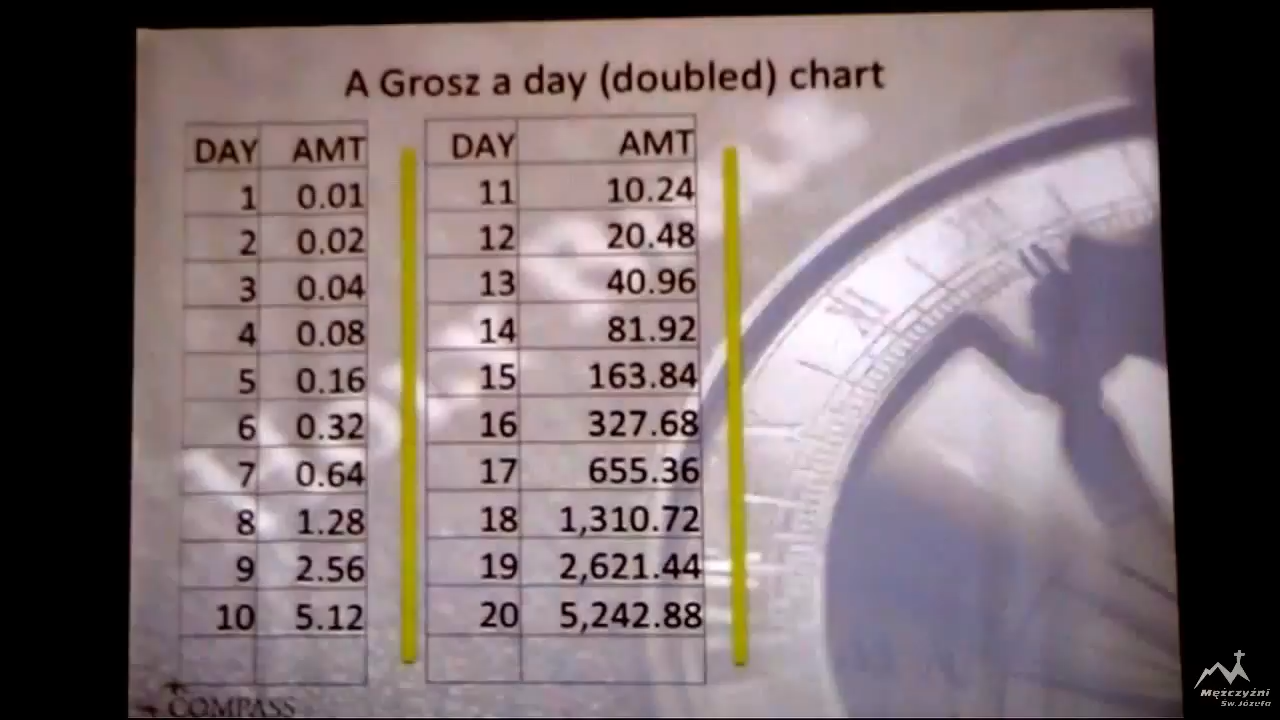 A Grosz a day (doubled) chart
DAY AMT
1 0.01
2 0.02
3 0.04
4 0.08
5 0.16
6 0.32
7 0.64
8 1.28
9 2.56
10 5.12
DAY AMT
11 10.24
12 20.48
13 40.96
14 81.92
15 163.84
16 327.68
17 655.36
18 1,310.72
19 2,621.44
20 5,242.88
COMPASS
XI
Mężczyźni
Św.Józefa